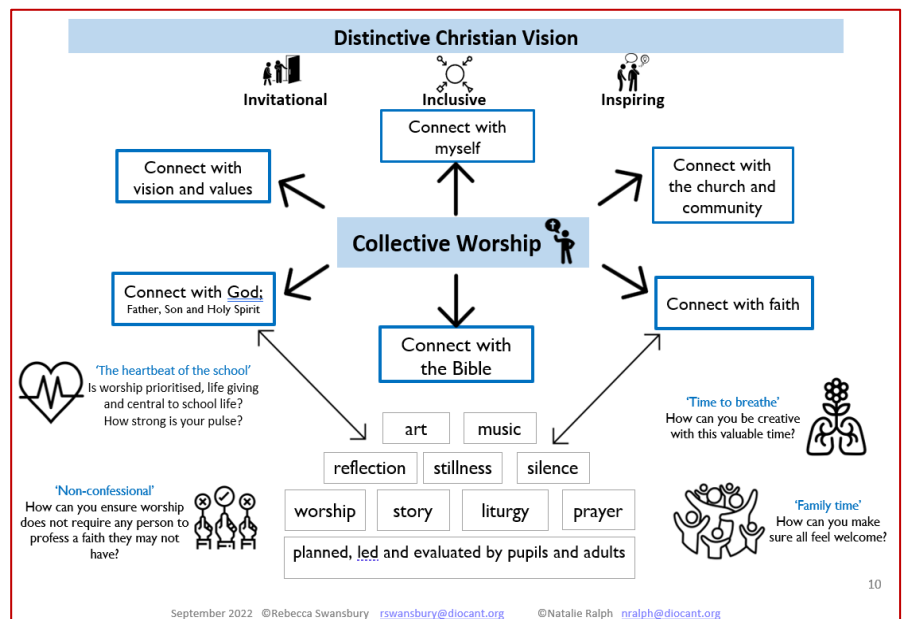 Distinctive Christian Vision
Invitational
Inclusive
Inspiring
Connect with
myself
Connect with
vision and values
Connect with
the church and
community
Collective Worship
Connect with God;
Father, Son and Holy Spirit
Connect with faith
Connect with
the Bible
‘The heartbeat of the school’
Is worship prioritised, life giving
and central to school life?
How strong is your pulse?
‘Time to breathe’
How can you be creative
with this valuable time?
art
music
reflection
stillness
silence
worship
story
liturgy
prayer
planned, led and evaluated by pupils and adults
‘Non-confessional’
How can you ensure worship
does not require any person to
profess a faith they may not
have?
‘Family time’
How can you make
sure all feel welcome?
10
September 2022 ©Rebecca Swansbury rswansbury@diocant.org ©Natalie Ralph nralph@diocant.org